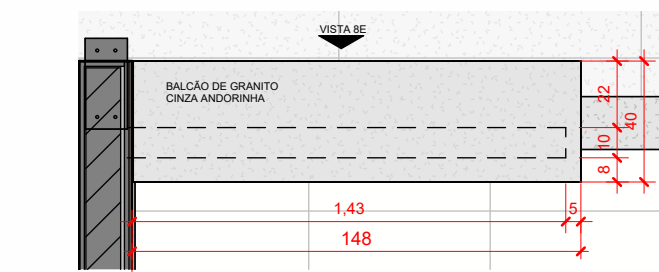 VISTA 8E
BALCÃO DE GRANITO
CINZA ANDORINHA
22
40
10
8
1,43
5
148